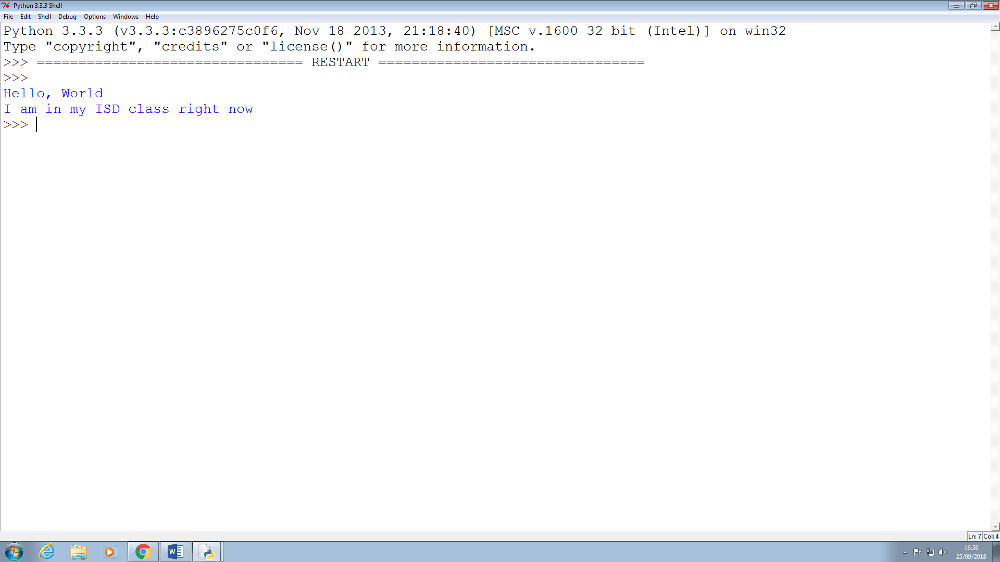 Python 3.3.3 Shell
File Edit Shell Debug Options Windows Help
Python 3.3.3 (v3.3.3:c3896275c0f6, Nov 18 2013, 21:18:40) [MSC v.1600 32 bit (Intel)] on win32
Type "copyright", "credits" or "license()" for more information.
>>> ================================ RESTART ================================
>>>
Hello, World
I am in my ISD class right now
>>>
Ln: 7 Col: 4
16:26
25/09/2018